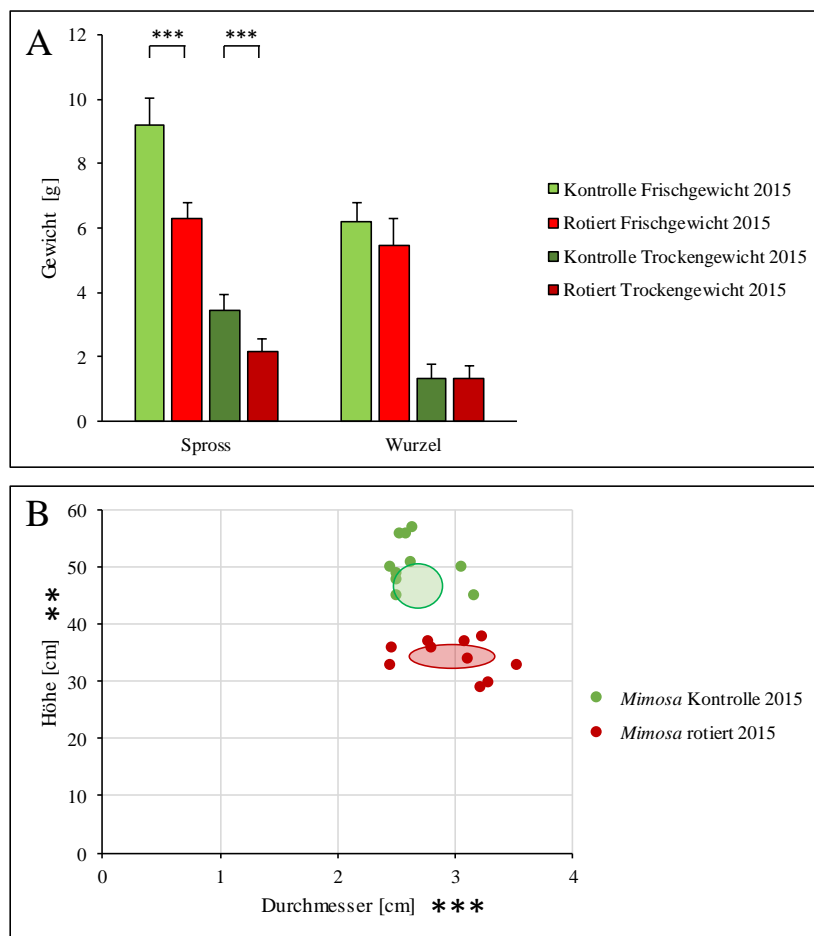 A
*** ***
12
10
8
6
4
2
0
Gewicht [g]
Spross Wurzel
Kontrolle Frischgewicht 2015
Rotiert Frischgewicht 2015
Kontrolle Trockengewicht 2015
Rotiert Trockengewicht 2015
B
60
50
40
30
20
10
0
Höhe [cm] **
0 1 2 3 4
Durchmesser [cm] ***
Mimosa Kontrolle 2015
Mimosa rotiert 2015